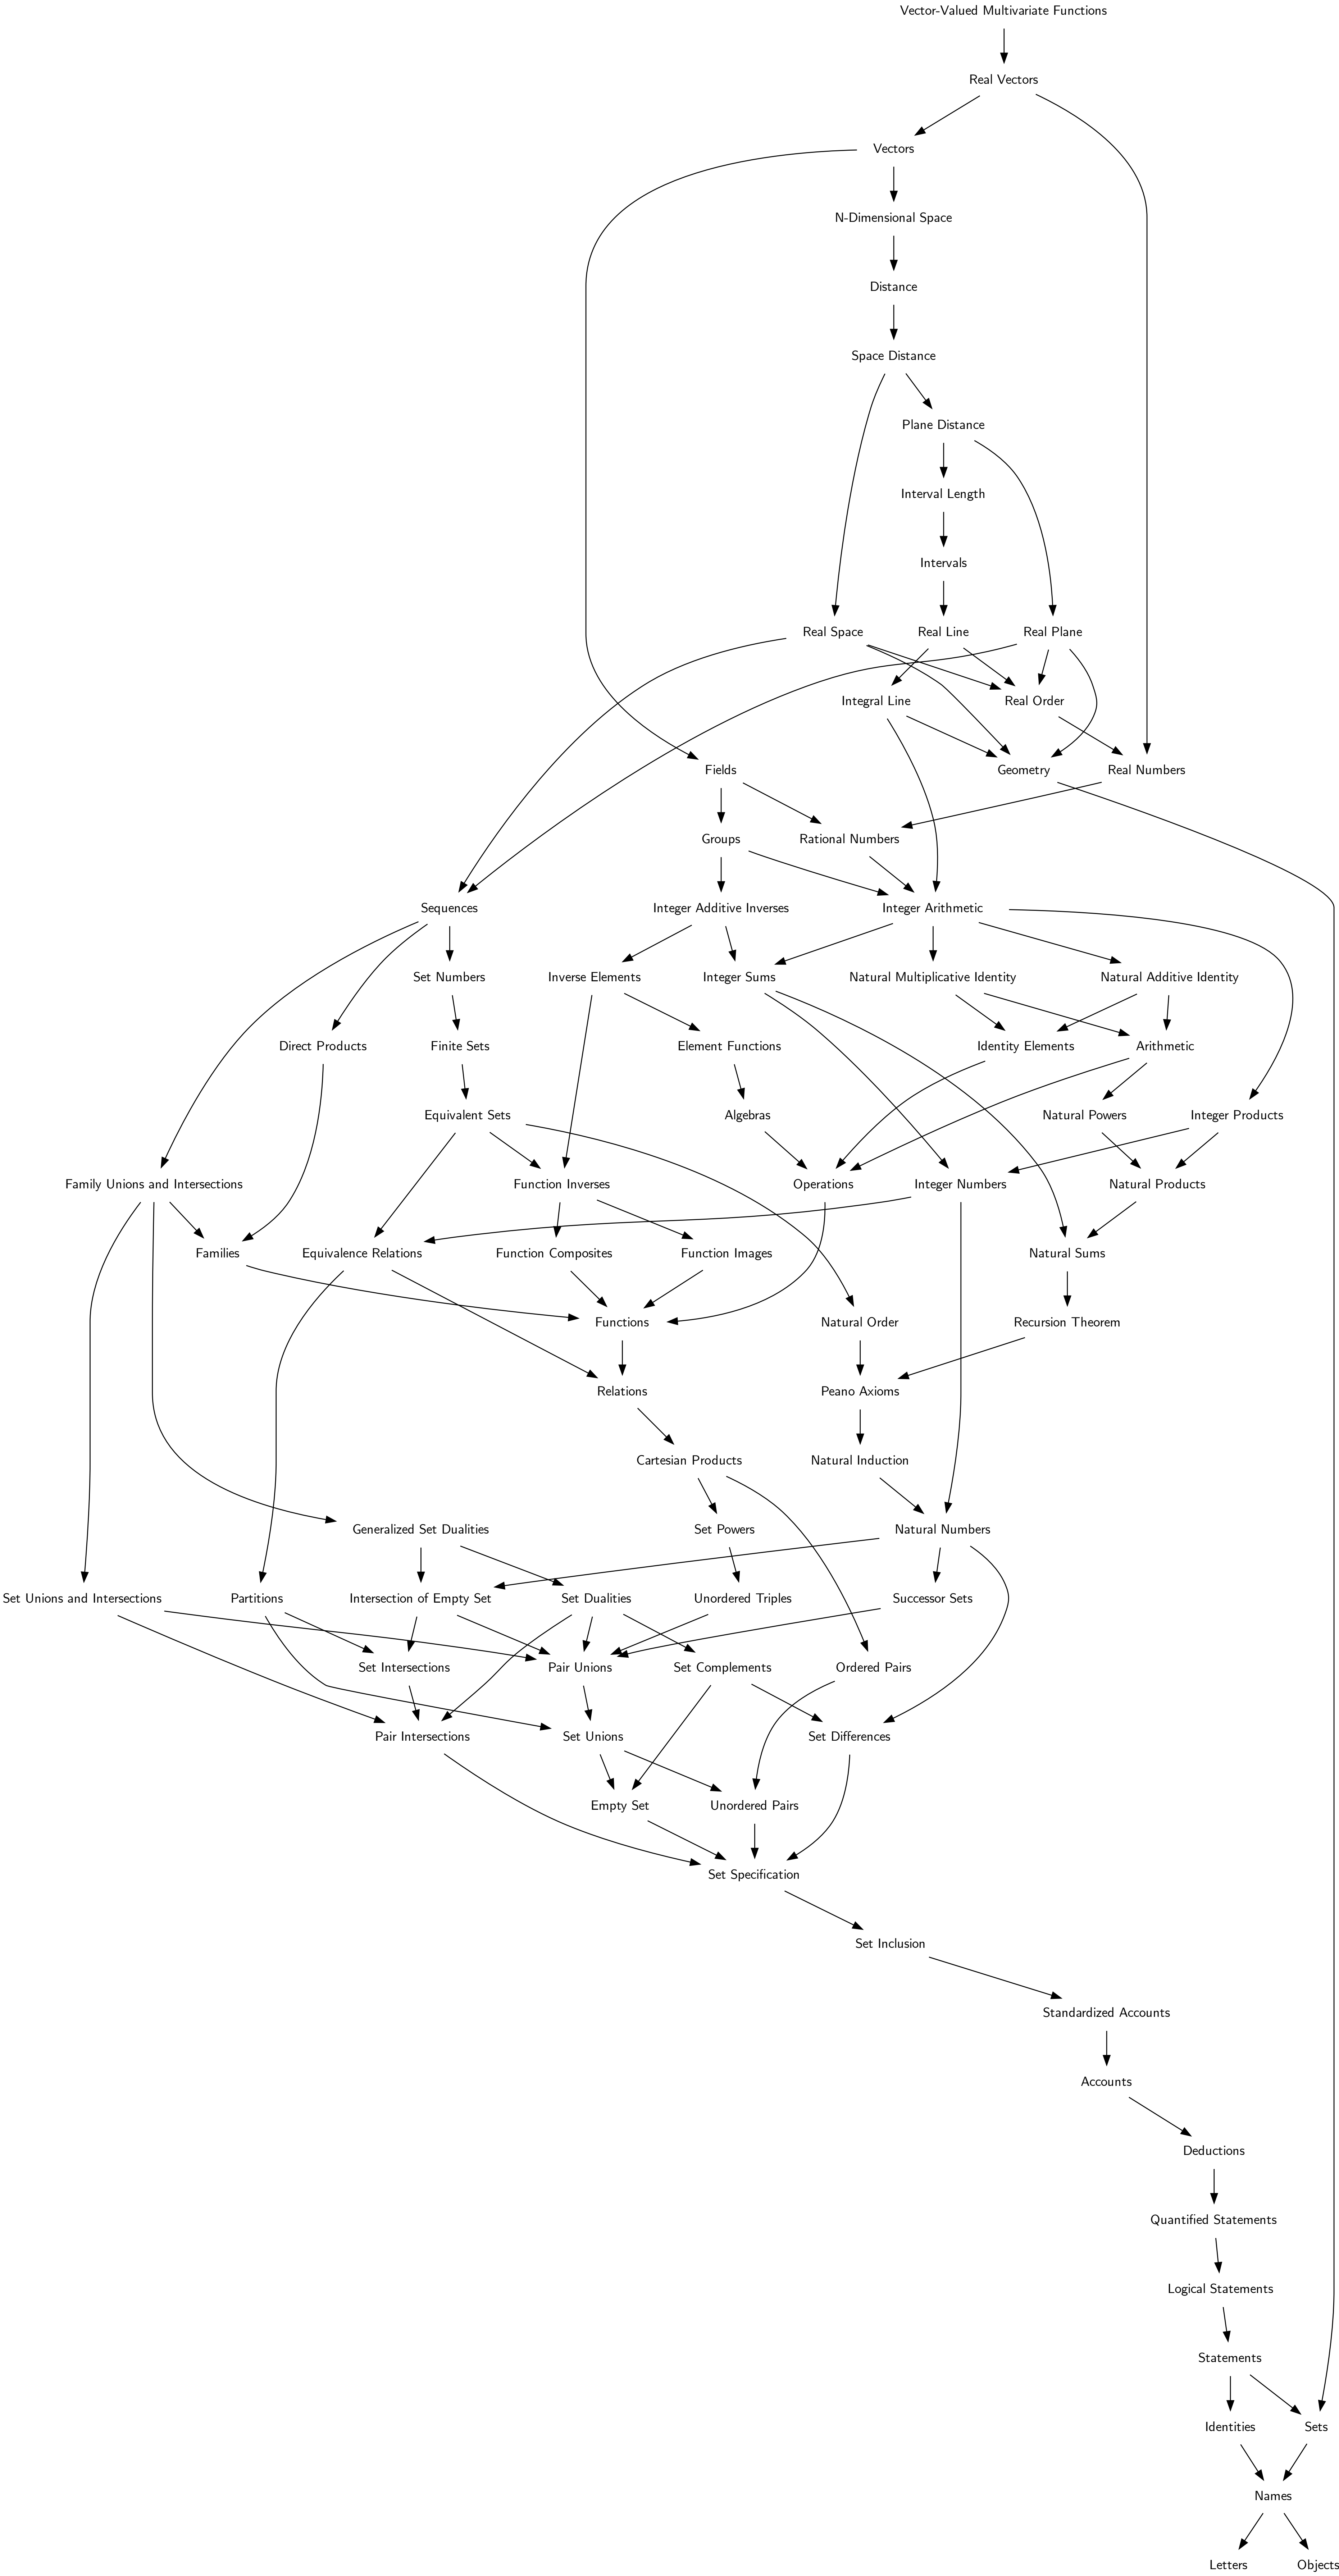 Vector-Valued Multivariate Functions
Real Vectors
Vectors
N-Dimensional Space
Distance
Space Distance
Plane Distance
Interval Length
Intervals
Real Space
Real Line
Real Plane
Integral Line
Real Order
Fields
Geometry
Real Numbers
Groups
Rational Numbers
Sequences
Integer Additive Inverses
Integer Arithmetic
Set Numbers
Inverse Elements
Integer Sums
Natural Multiplicative Identity
Natural Additive Identity
Direct Products
Finite Sets
Element Functions
Identity Elements
Arithmetic
Equivalent Sets
Algebras
Natural Powers
Integer Products
Family Unions and Intersections
Function Inverses
Operations
Integer Numbers
Natural Products
Families
Equivalence Relations
Function Composites
Function Images
Natural Sums
Functions
Natural Order
Recursion Theorem
Relations
Peano Axioms
Cartesian Products
Natural Induction
Generalized Set Dualities
Set Powers
Natural Numbers
Set Unions and Intersections
Partitions
Intersection of Empty Set
Set Dualities
Unordered Triples
Successor Sets
Set Intersections
Pair Unions
Set Complements
Ordered Pairs
Pair Intersections
Set Unions
Set Differences
Empty Set
Unordered Pairs
Set Specification
Set Inclusion
Standardized Accounts
Accounts
Deductions
Quantified Statements
Logical Statements
Statements
Identities
Sets
Names
Letters
Objects